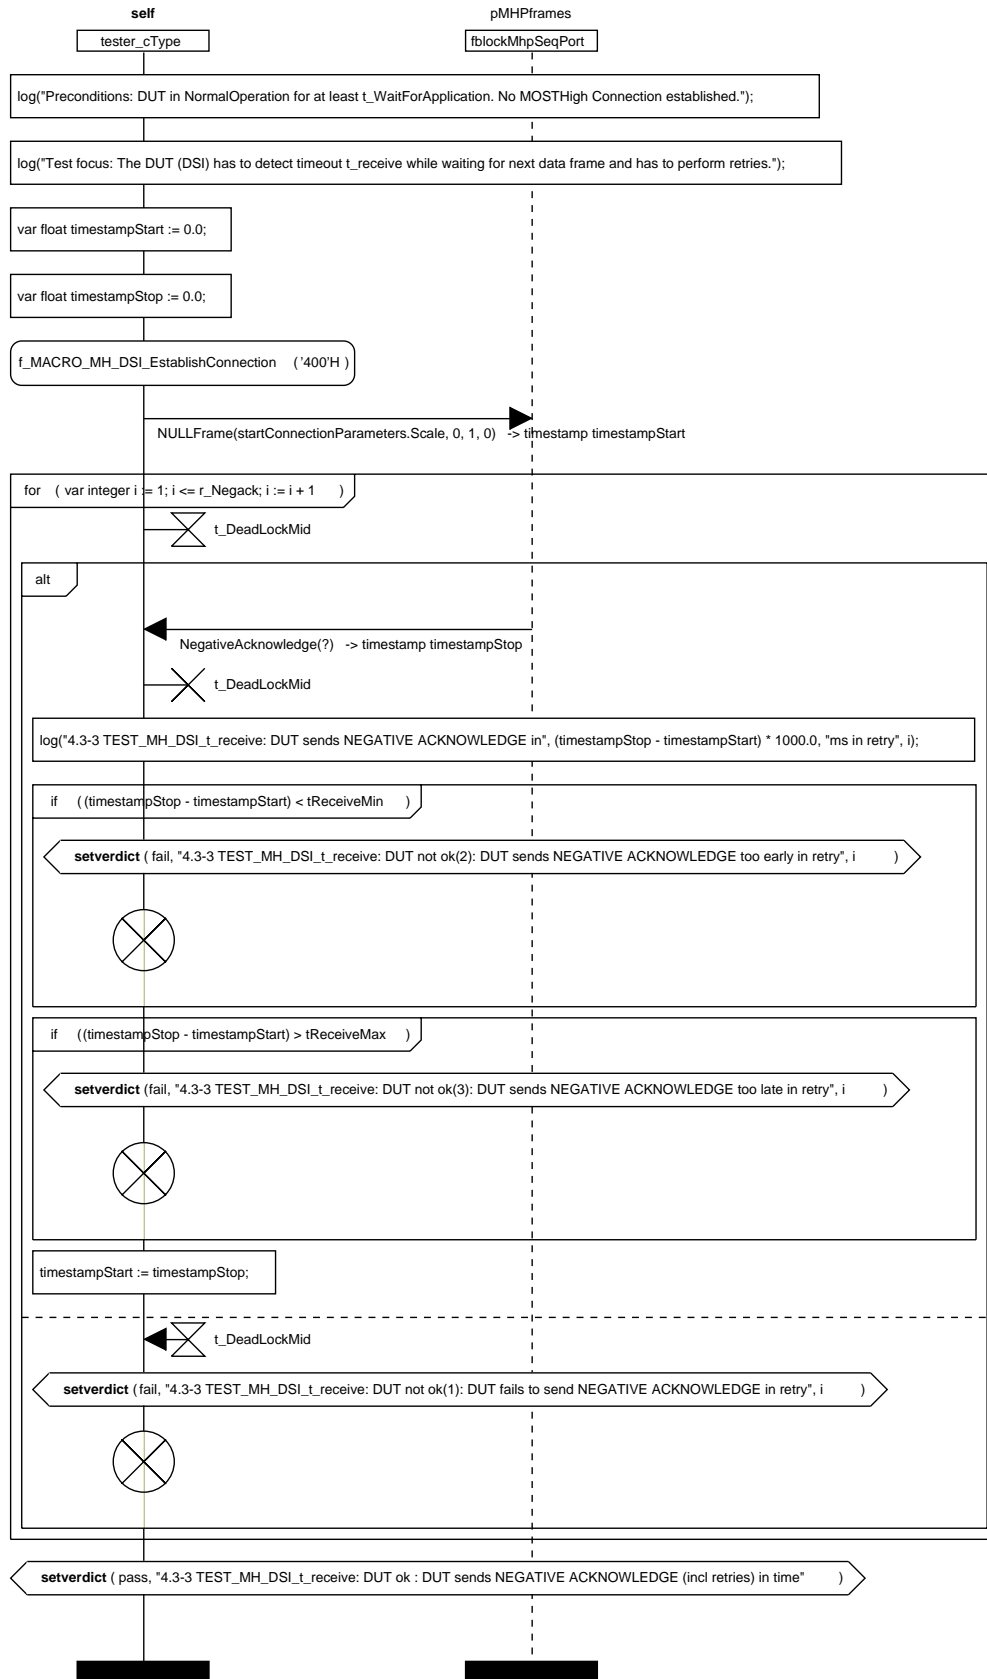 self
pMHPframes
tester_cType
fblockMhpSeqPort
log("Preconditions: DUT in NormalOperation for at least t_WaitForApplication. No MOSTHigh Connection established.");
log("Test focus: The DUT (DSI) has to detect timeout t_receive while waiting for next data frame and has to perform retries.");
var float timestampStart := 0.0;
var float timestampStop := 0.0;
f_MACRO_MH_DSI_EstablishConnection ('400'H )
NULLFrame(startConnectionParameters.Scale, 0, 1, 0) -> timestamp timestampStart
for ( var integer i := 1; i <= r_Negack; i := i + 1 )
t_DeadLockMid
alt
NegativeAcknowledge(?) -> timestamp timestampStop
t_DeadLockMid
log("4.3-3 TEST_MH_DSI_t_receive: DUT sends NEGATIVE ACKNOWLEDGE in", (timestampStop - timestampStart) * 1000.0, "ms in retry", i);
if ((timestampStop - timestampStart) < tReceiveMin )
setverdict ( fail, "4.3-3 TEST_MH_DSI_t_receive: DUT not ok(2): DUT sends NEGATIVE ACKNOWLEDGE too early in retry", i )
if ((timestampStop - timestampStart) > tReceiveMax )
setverdict (fail, "4.3-3 TEST_MH_DSI_t_receive: DUT not ok(3): DUT sends NEGATIVE ACKNOWLEDGE too late in retry", i )
timestampStart := timestampStop;
t_DeadLockMid
setverdict (fail, "4.3-3 TEST_MH_DSI_t_receive: DUT not ok(1): DUT fails to send NEGATIVE ACKNOWLEDGE in retry", i )
setverdict ( pass, "4.3-3 TEST_MH_DSI_t_receive: DUT ok : DUT sends NEGATIVE ACKNOWLEDGE (incl retries) in time" )